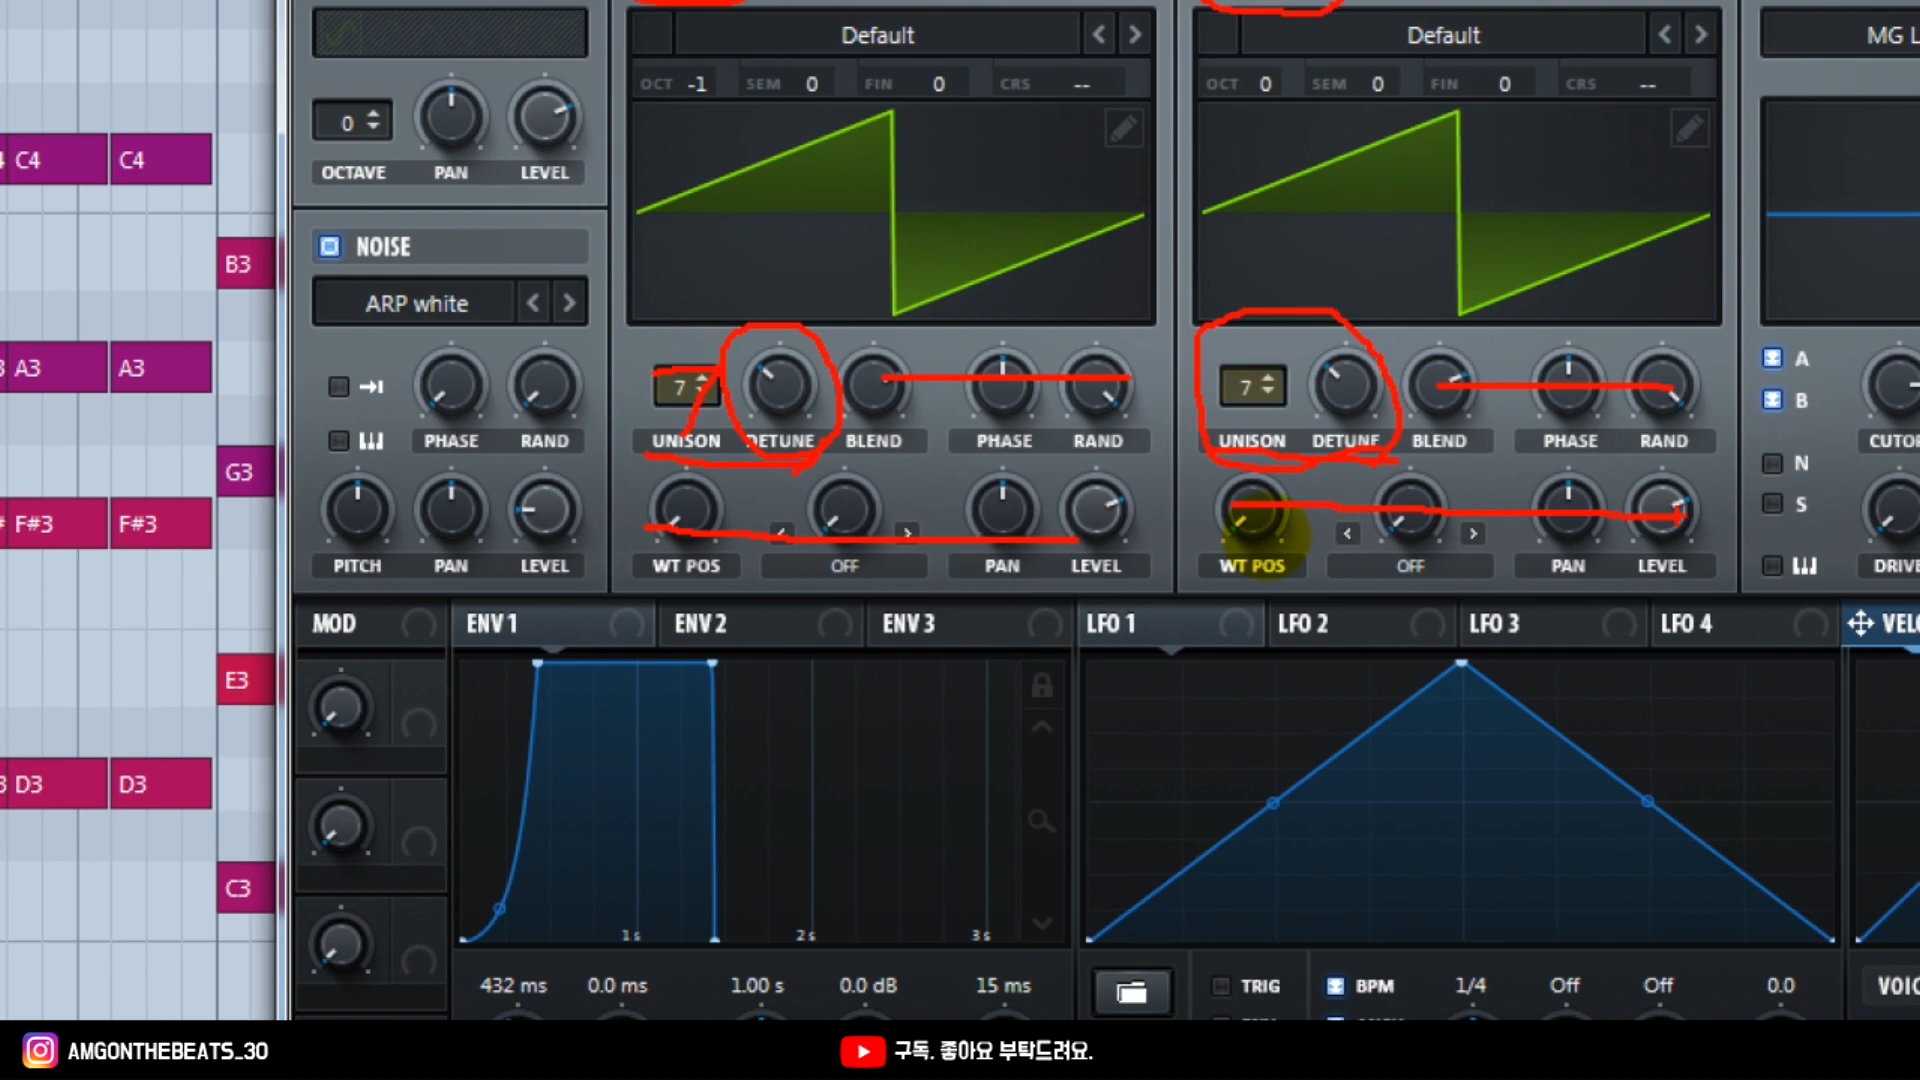 Default
Default
MG L
OCT -1 SEM 0 FIN 0 CRS --
OCT 0 SEM 0 FIN 0 CRS --
0
OCTAVE PAN LEVEL
C4 C4
B3
NOISE
ARP white
A3 A3
7
7
A
B
PHASE RAND
UNISON DETUNE BLEND PHASE RAND
UNISON DETUNE BLEND PHASE RAND
CUTO
G3
N
S
F#3 F#3
PITCH PAN LEVEL
WT POS OFF PAN LEVEL
WT POS OFF PAN LEVEL
DRIVE
MOD ENV 1 ENV 2 ENV 3 LFO 1 LFO 2 LFO 3 LFO 4 VELO
E3
D3 D3
C3
1s 2s 3s
432 ms 0.0 ms 1.00 s 0.0 dB 15 ms
TRIG BPM 1/4 Off Off 0.0 VOIC
AMGONTHEBEATS_30
구독. 좋아요 부탁드려요.